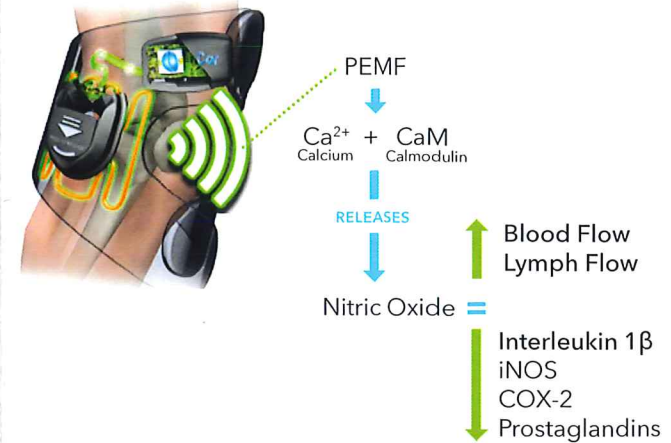 PEMF
Ca²⁺ + CaM
Calcium Calmodulin
RELEASES
Nitric Oxide =
Blood Flow
Lymph Flow
Interleukin 1β
iNOS
COX-2
Prostaglandins